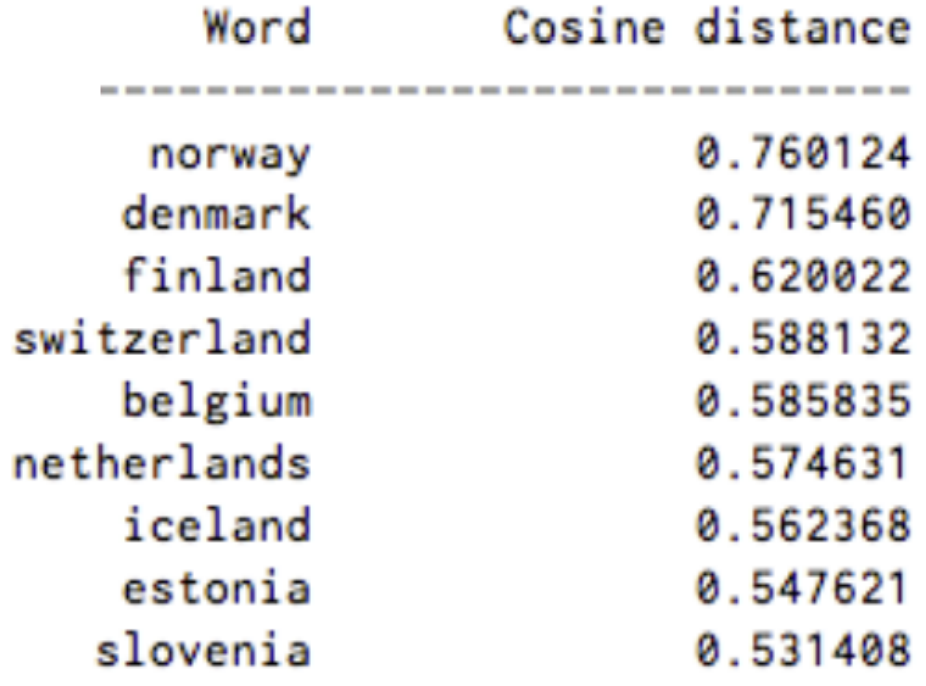 Word Cosine distance
---------------------------------
norway 0.760124
denmark 0.715460
finland 0.620022
switzerland 0.588132
belgium 0.585835
netherlands 0.574631
iceland 0.562368
estonia 0.547621
slovenia 0.531408